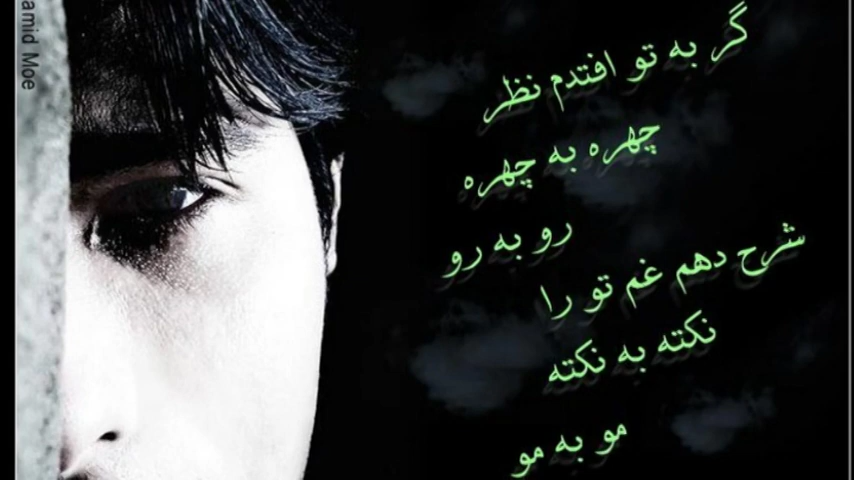 گر به تو افتدم نظر
چهره به چهره
رو به رو
شرح دهم غم تو را
نکته به نکته
مو به مو
amid Moe